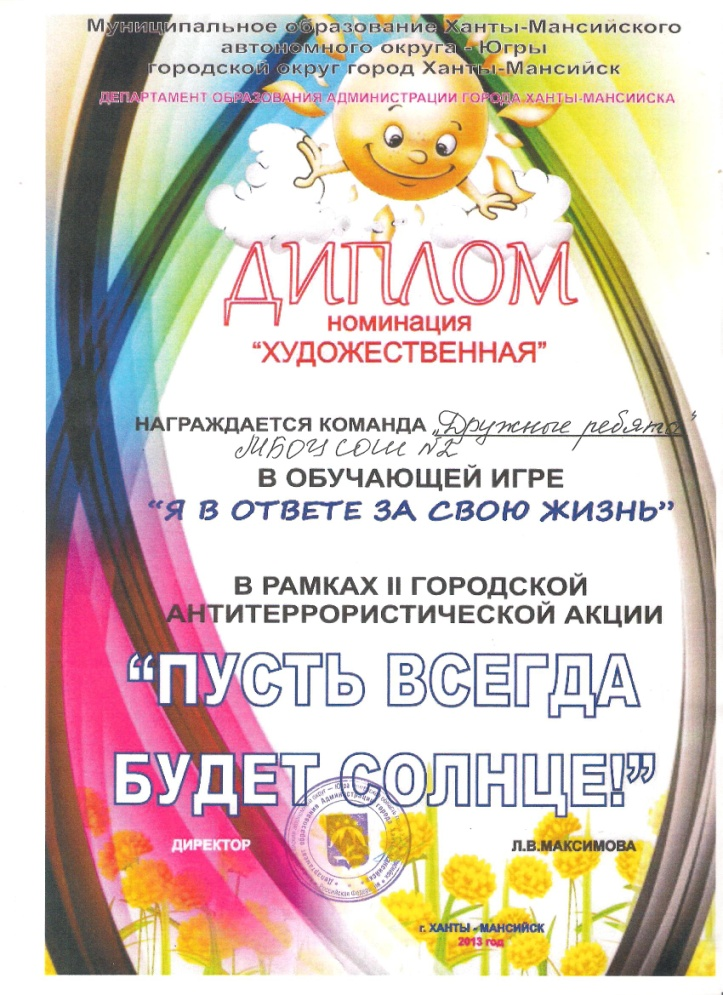 Муниципальное образование Ханты-Мансийского
автономного округа - Югры
городской округ город Ханты-Мансийск
ДЕПАРТАМЕНТ ОБРАЗОВАНИЯ АДМИНИСТРАЦИИ ГОРОДА ХАНТЫ-МАНСИЙСКА
ДИПЛОМ
НОМИНАЦИЯ
"ХУДОЖЕСТВЕННАЯ"
НАГРАЖДАЕТСЯ КОМАНДА „Дружные ребята"
МБОУ СОШ №2
В ОБУЧАЮЩЕЙ ИГРЕ
"Я В ОТВЕТЕ ЗА СВОЮ ЖИЗНЬ"
В РАМКАХ II ГОРОДСКОЙ
АНТИТЕРРОРИСТИЧЕСКОЙ АКЦИИ
"ПУСТЬ ВСЕГДА
БУДЕТ СОЛНЦЕ!"
ДИРЕКТОР
Л.В.МАКСИМОВА
г. ХАНТЫ - МАНСИЙСК
2013 год